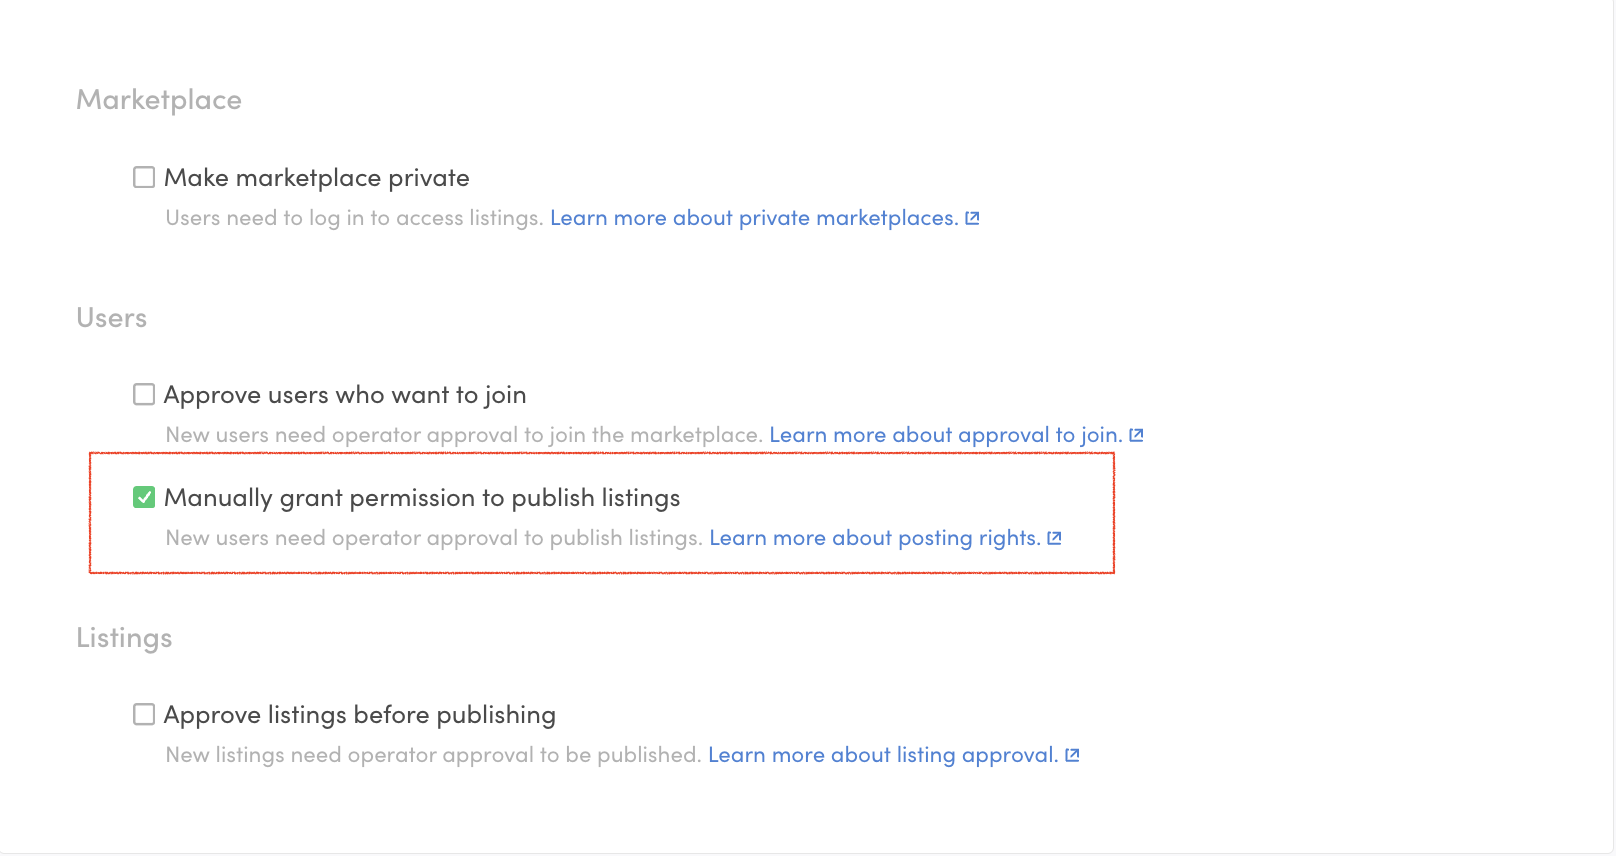 Marketplace
Make marketplace private
Users need to log in to access listings. Learn more about private marketplaces.
Users
Approve users who want to join
New users need operator approval to join the marketplace. Learn more about approval to join.
Manually grant permission to publish listings
New users need operator approval to publish listings. Learn more about posting rights.
Listings
Approve listings before publishing
New listings need operator approval to be published. Learn more about listing approval.